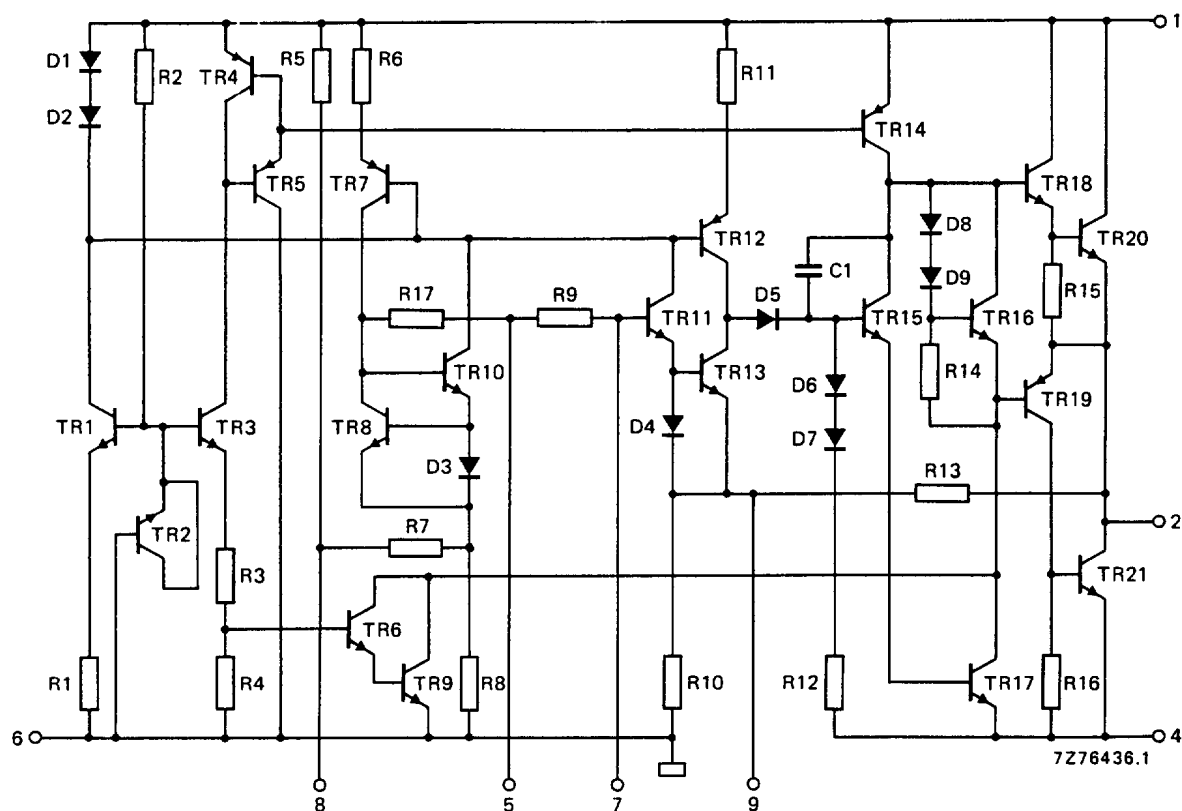 1
D1
R2
TR4
R5
R6
R11
D2
TR14
TR5
TR7
TR18
D8
TR12
TR20
C1
D9
R17
R9
D5
R15
TR11
TR15
TR16
TR10
TR13
D6
R14
TR19
TR1
TR3
TR8
D4
D7
D3
R13
TR2
R7
2
R3
TR21
TR6
R1
R4
TR9
R8
R10
R12
TR17
R16
6
4
7Z76436.1
8
5
7
9